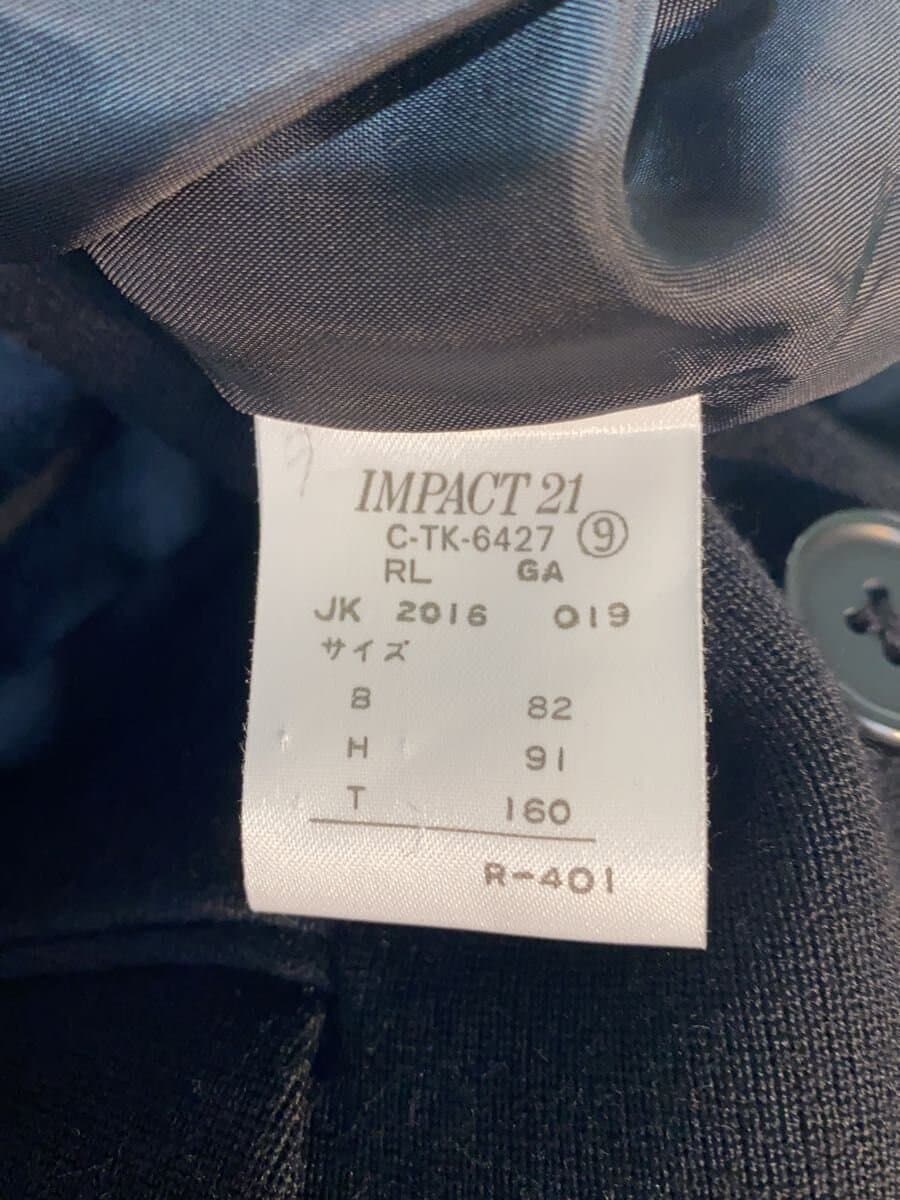 IMPACT 21
C-TK-6427 ⑨
RL GA
JK 2016 019
サイズ
B 82
H 91
T 160
R-401